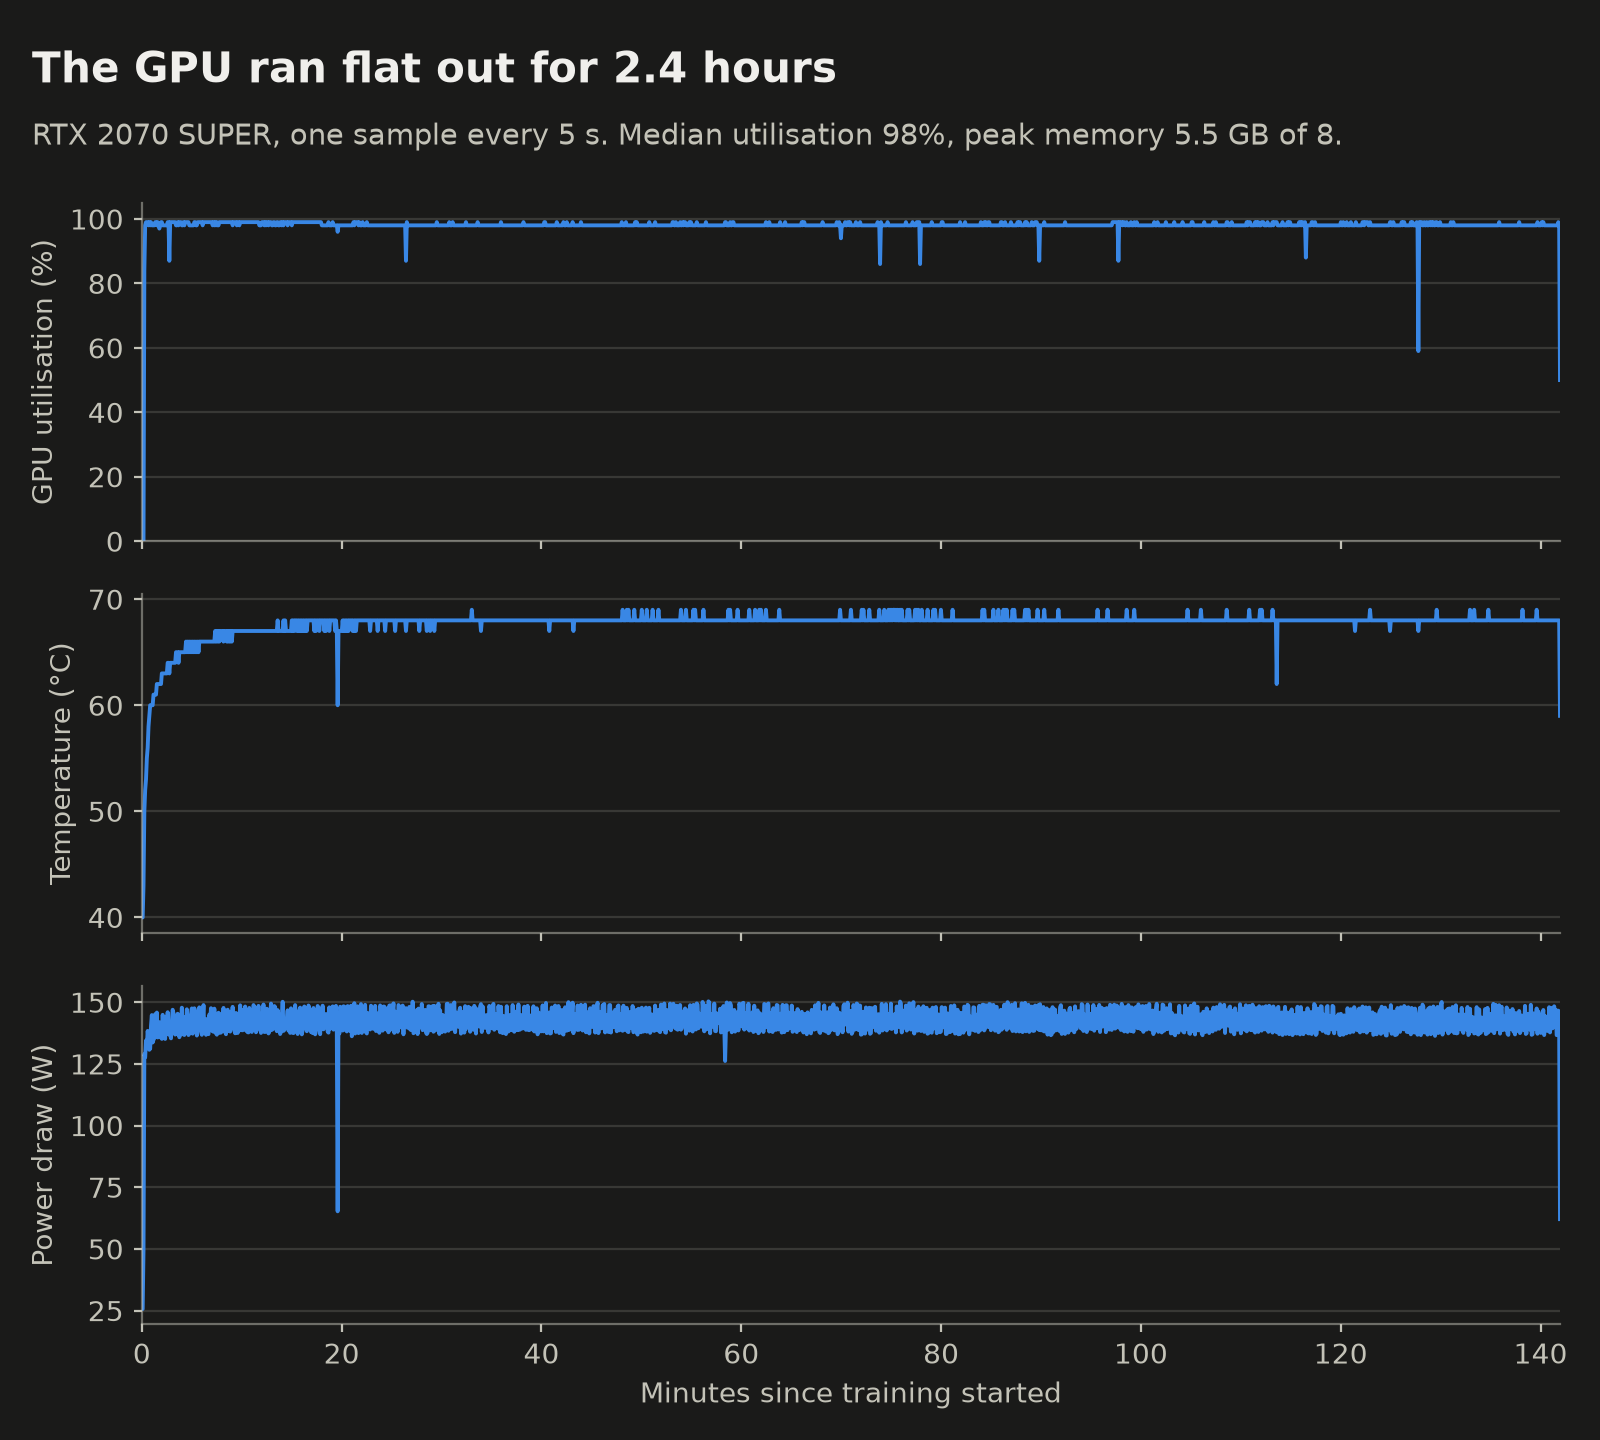 The GPU ran flat out for 2.4 hours
RTX 2070 SUPER, one sample every 5 s. Median utilisation 98%, peak memory 5.5 GB of 8.
GPU utilisation (%)
100
80
60
40
20
0
Temperature (°C)
70
60
50
40
Power draw (W)
150
125
100
75
50
25
0 20 40 60 80 100 120 140
Minutes since training started